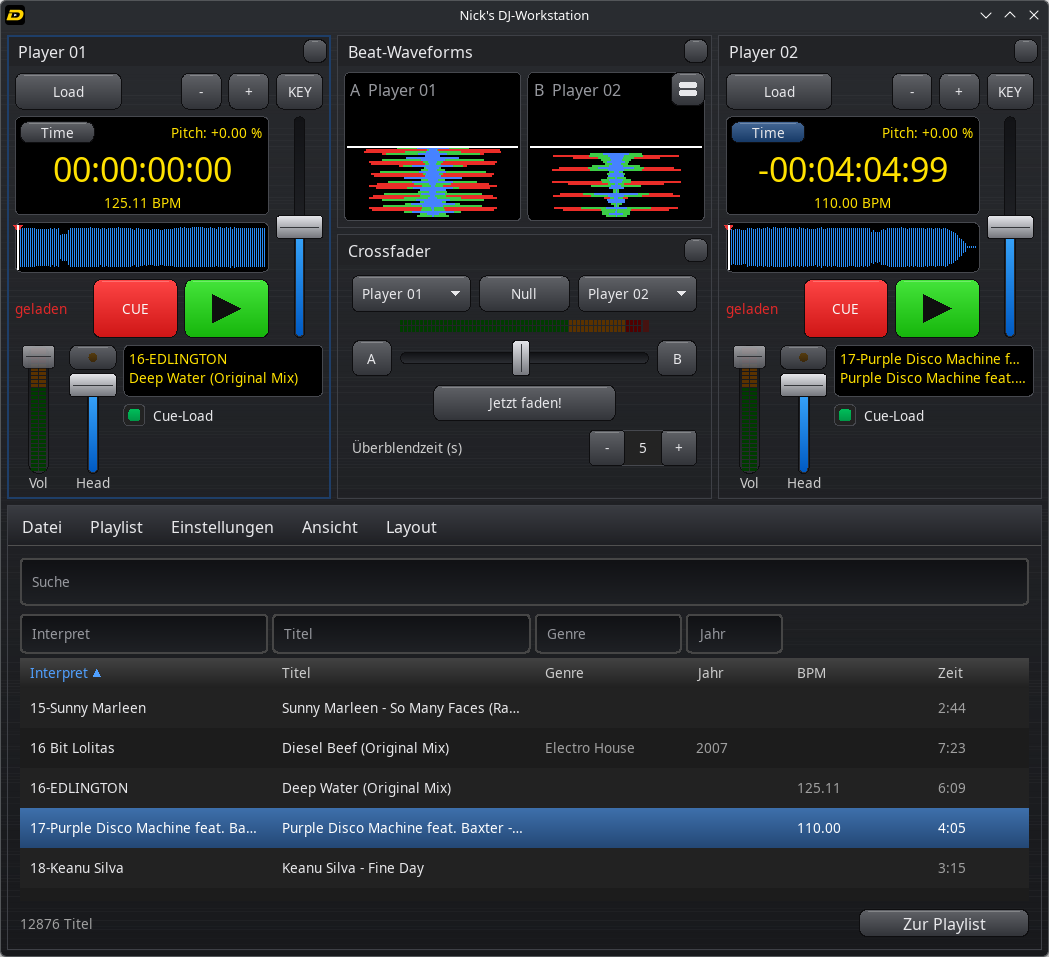 Nick's DJ-Workstation
Player 01
Load
-
+
KEY
Time
Pitch: +0.00 %
00:00:00:00
125.11 BPM
geladen
CUE
16-EDLINGTON
Deep Water (Original Mix)
Cue-Load
Vol
Head
Beat-Waveforms
A Player 01
B Player 02
Crossfader
Player 01
Null
Player 02
A
B
Jetzt faden!
Überblendzeit (s)
-
5
+
Player 02
Load
-
+
KEY
Time
Pitch: +0.00 %
-00:04:04:99
110.00 BPM
geladen
CUE
17-Purple Disco Machine f...
Purple Disco Machine feat....
Cue-Load
Vol
Head
Datei Playlist Einstellungen Ansicht Layout
Suche
Interpret Titel Genre Jahr
Interpret Titel Genre Jahr BPM Zeit
15-Sunny Marleen Sunny Marleen - So Many Faces (Ra... 2:44
16 Bit Lolitas Diesel Beef (Original Mix) Electro House 2007 7:23
16-EDLINGTON Deep Water (Original Mix) 125.11 6:09
17-Purple Disco Machine feat. Ba... Purple Disco Machine feat. Baxter -... 110.00 4:05
18-Keanu Silva Keanu Silva - Fine Day 3:15
12876 Titel
Zur Playlist